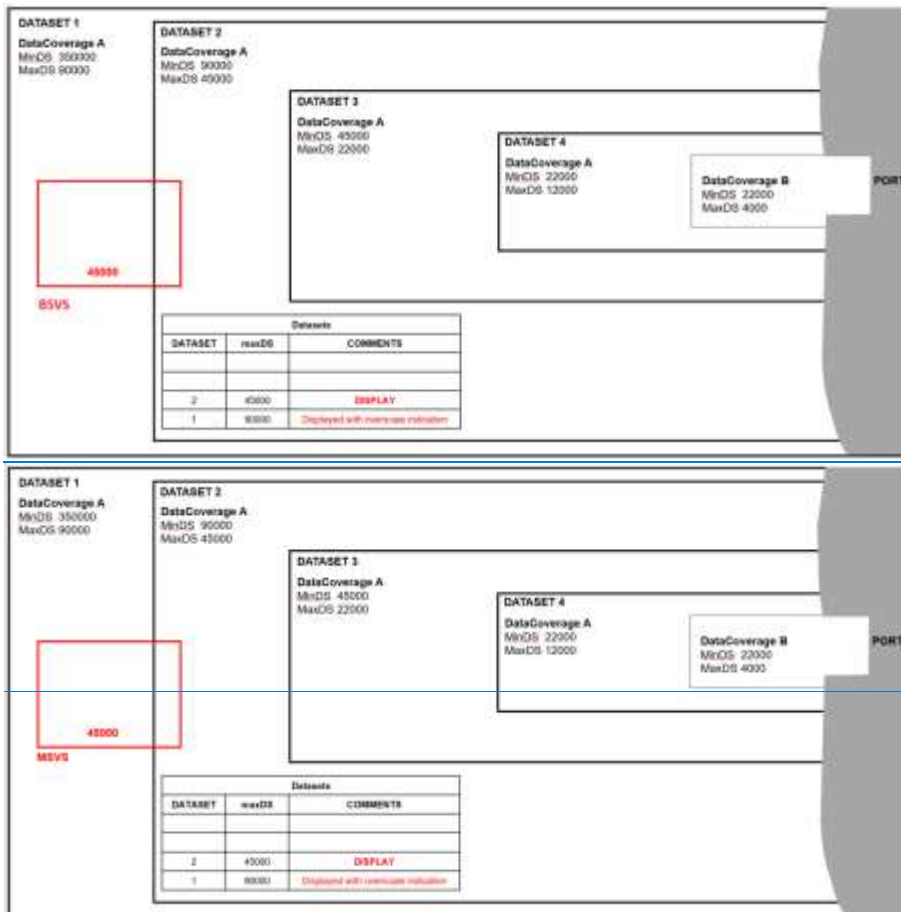 DATASET 1
DataCoverage A
MinDS 350000
MaxDS 90000
DATASET 2
DataCoverage A
MinDS 90000
MaxDS 45000
DATASET 3
DataCoverage A
MinDS 45000
MaxDS 22000
DATASET 4
DataCoverage A
MinDS 22000
MaxDS 12000
DataCoverage B
MinDS 22000
MaxDS 4000
PORT
45000
BSVS
Datasets
DATASET maxDS COMMENTS
2 45000 DISPLAY
1 90000 Displayed with overscale indication
DATASET 1
DataCoverage A
MinDS 350000
MaxDS 90000
DATASET 2
DataCoverage A
MinDS 90000
MaxDS 45000
DATASET 3
DataCoverage A
MinDS 45000
MaxDS 22000
DATASET 4
DataCoverage A
MinDS 22000
MaxDS 12000
DataCoverage B
MinDS 22000
MaxDS 4000
PORT
45000
MSVS
Datasets
DATASET maxDS COMMENTS
2 45000 DISPLAY
1 90000 Displayed with overscale indication